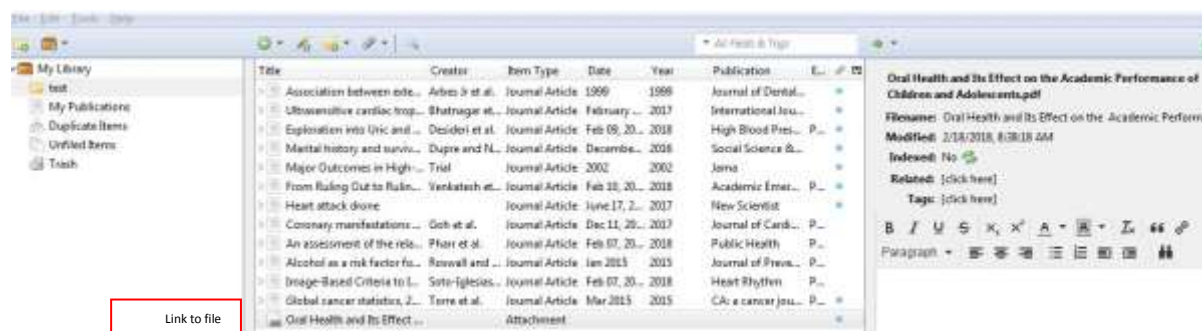 File Edit Tools Help
All Fields & Tags
My Library
test
My Publications
Duplicate Items
Unfiled Items
Trash
Title Creator Item Type Date Year Publication
Association between ede... Arbes Jr et al. Journal Article 1999 1999 Journal of Dental...
Ultrasensitive cardiac trop... Bhatnagar et... Journal Article February ... 2017 International Jou...
Exploration into Uric and ... Desideri et al. Journal Article Feb 09, 20... 2018 High Blood Pres... P...
Marital history and surviv... Dupre and N... Journal Article Decembe... 2016 Social Science &...
Major Outcomes in High-... Trial Journal Article 2002 2002 Jama
From Ruling Out to Rulin... Venkatesh et... Journal Article Feb 10, 20... 2018 Academic Emer... P...
Heart attack drone Journal Article June 17, 2... 2017 New Scientist
Coronary manifestations ... Goh et al. Journal Article Dec 11, 20... 2017 Journal of Cardi... P...
An assessment of the rela... Pharr et al. Journal Article Feb 07, 20... 2018 Public Health P...
Alcohol as a risk factor fo... Roswall and ... Journal Article Jan 2015 2015 Journal of Preve... P...
Image-Based Criteria to I... Soto-Iglesias... Journal Article Feb 07, 20... 2018 Heart Rhythm P...
Global cancer statistics, 2... Torre et al. Journal Article Mar 2015 2015 CA: a cancer jou... P...
Oral Health and Its Effect ... Attachment
Link to file
Oral Health and Its Effect on the Academic Performance of
Children and Adolescents.pdf
Filename: Oral Health and Its Effect on the Academic Perform
Modified: 2/18/2018, 8:38:18 AM
Indexed: No
Related: [click here]
Tags: [click here]
Paragraph